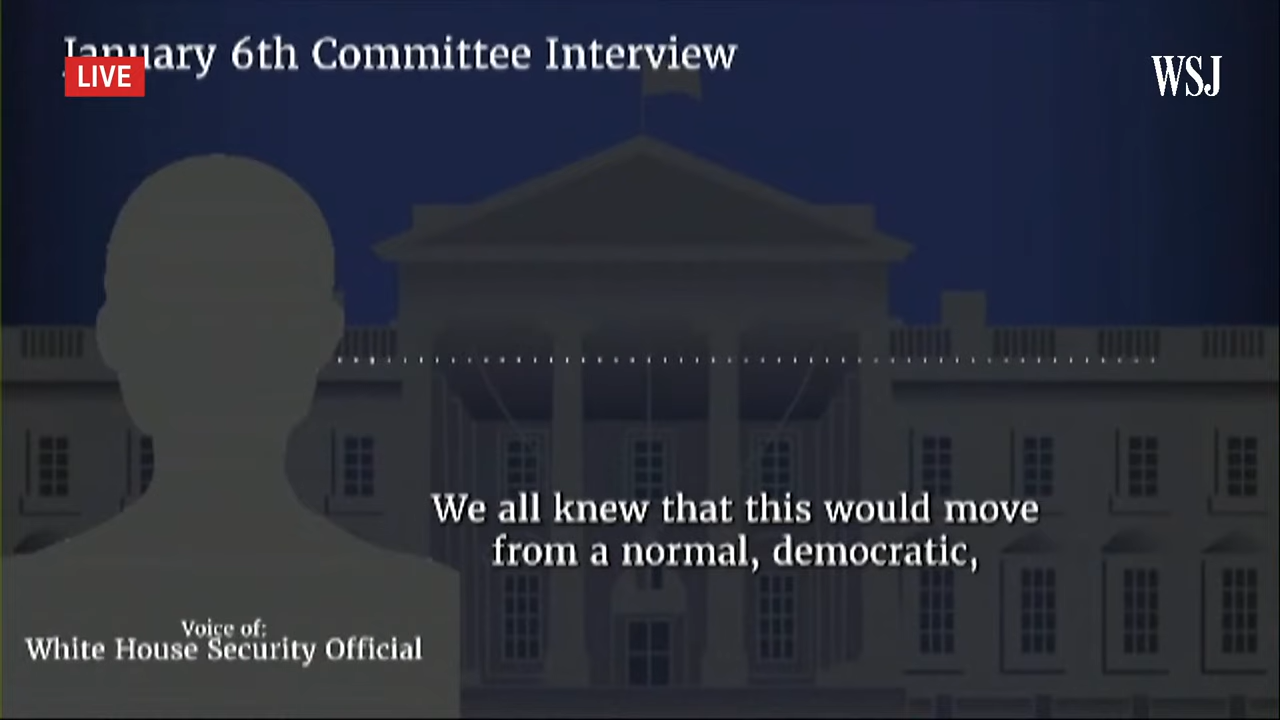 January 6th Committee Interview
LIVE
WSJ
We all knew that this would move
from a normal, democratic,
Voice of:
White House Security Official